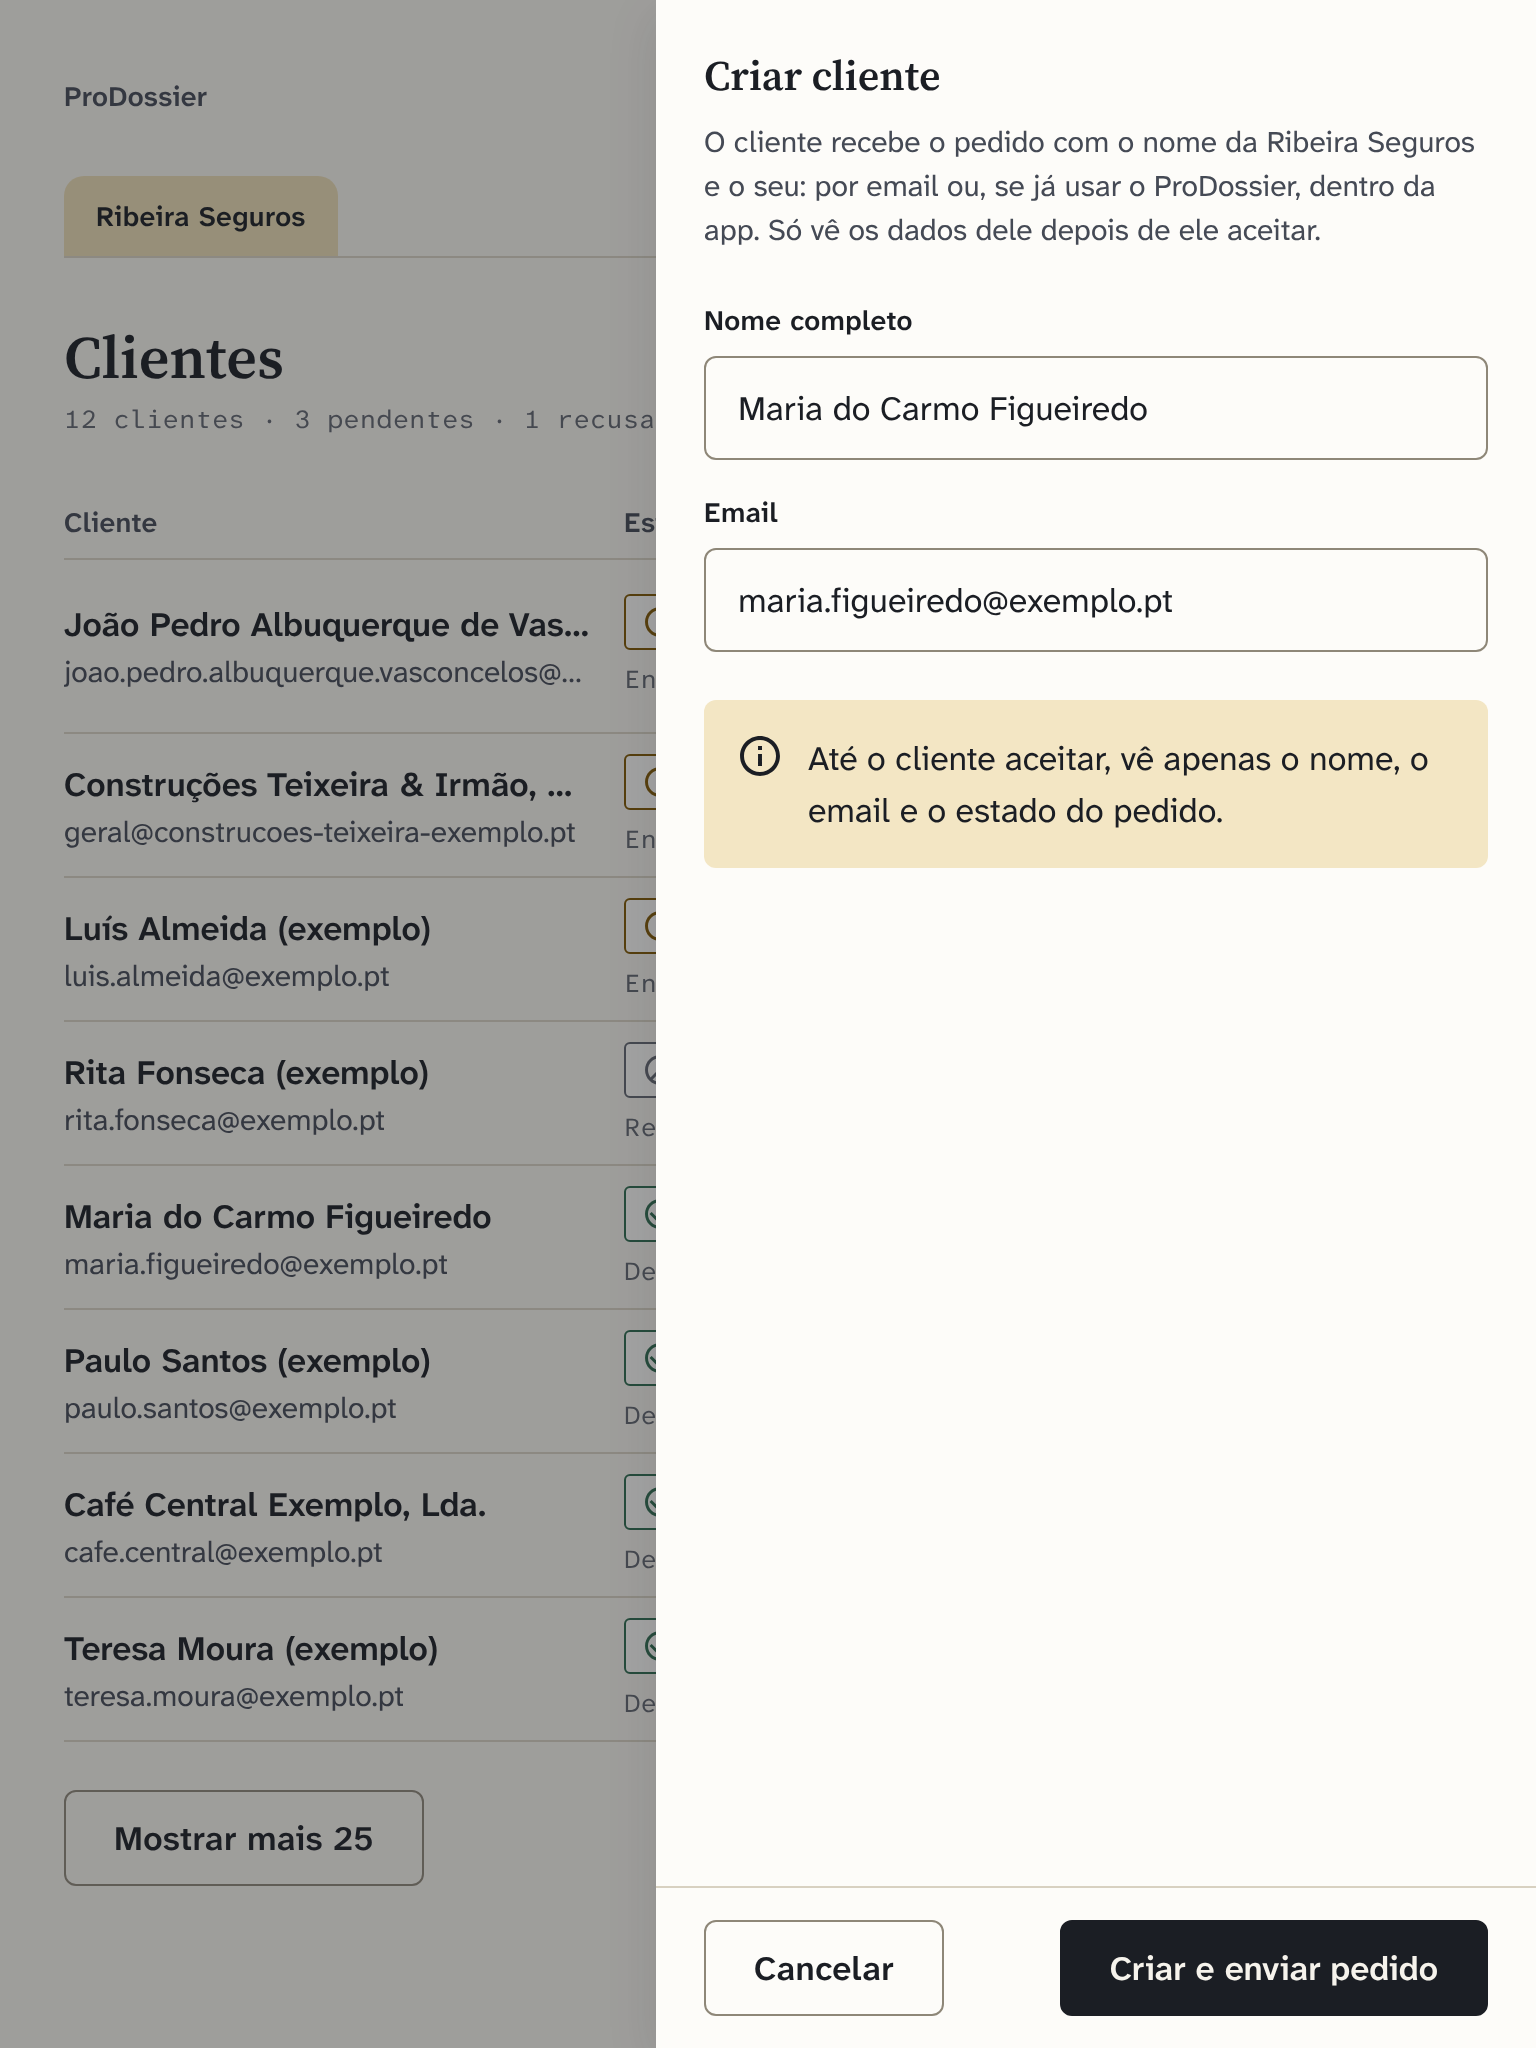 ProDossier
Ribeira Seguros
Clientes
12 clientes · 3 pendentes · 1 recusa
Cliente
Es
João Pedro Albuquerque de Vas...
joao.pedro.albuquerque.vasconcelos@...
En
Construções Teixeira & Irmão, ...
geral@construcoes-teixeira-exemplo.pt
En
Luís Almeida (exemplo)
luis.almeida@exemplo.pt
En
Rita Fonseca (exemplo)
rita.fonseca@exemplo.pt
Re
Maria do Carmo Figueiredo
maria.figueiredo@exemplo.pt
De
Paulo Santos (exemplo)
paulo.santos@exemplo.pt
De
Café Central Exemplo, Lda.
cafe.central@exemplo.pt
De
Teresa Moura (exemplo)
teresa.moura@exemplo.pt
De
Mostrar mais 25
Criar cliente
O cliente recebe o pedido com o nome da Ribeira Seguros
e o seu: por email ou, se já usar o ProDossier, dentro da
app. Só vê os dados dele depois de ele aceitar.
Nome completo
Maria do Carmo Figueiredo
Email
maria.figueiredo@exemplo.pt
Até o cliente aceitar, vê apenas o nome, o
email e o estado do pedido.
Cancelar
Criar e enviar pedido